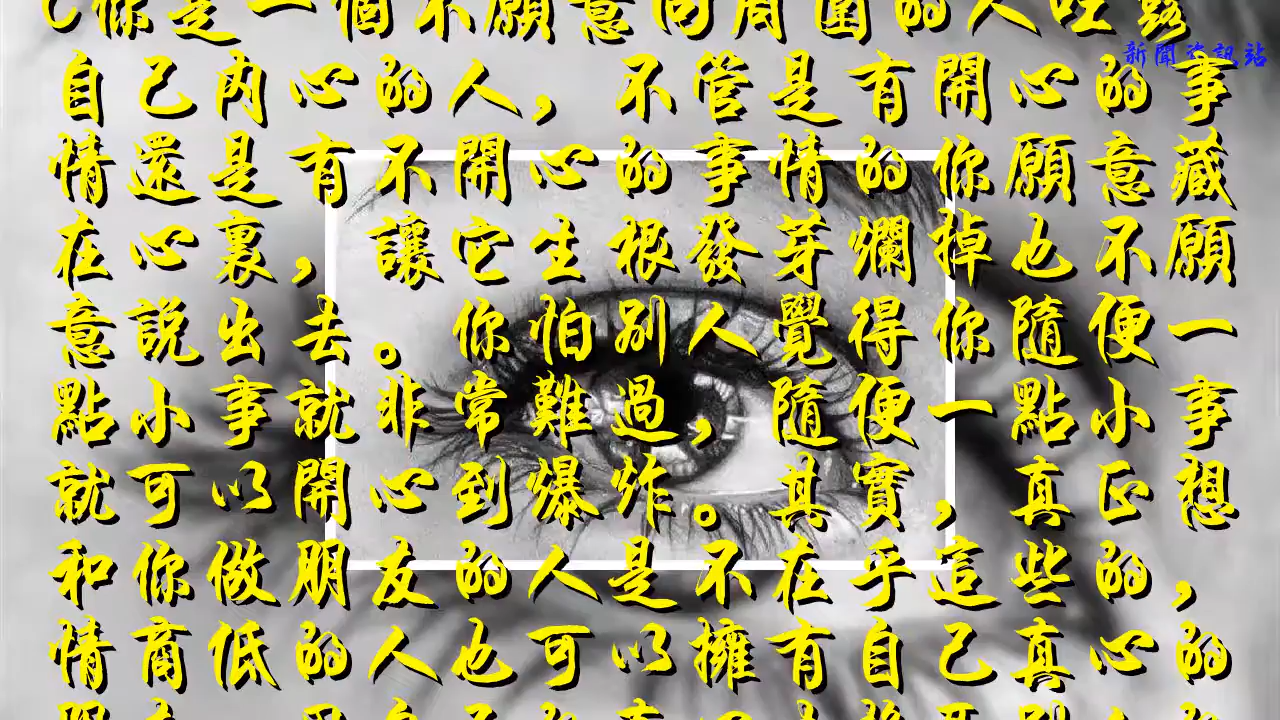 C你是一個不願意向周圍的人吐露
新聞資訊站
自己內心的人，不管是有開心的事
情還是有不開心的事情的你願意藏
在心裏，讓它生根發芽爛掉也不願
意說出去。你怕別人覺得你隨便一
點小事就非常難過，隨便一點小事
就可以開心到爆炸。其實，真正想
和你做朋友的人是不在乎這些的，
情商低的人也可以擁有自己真心的